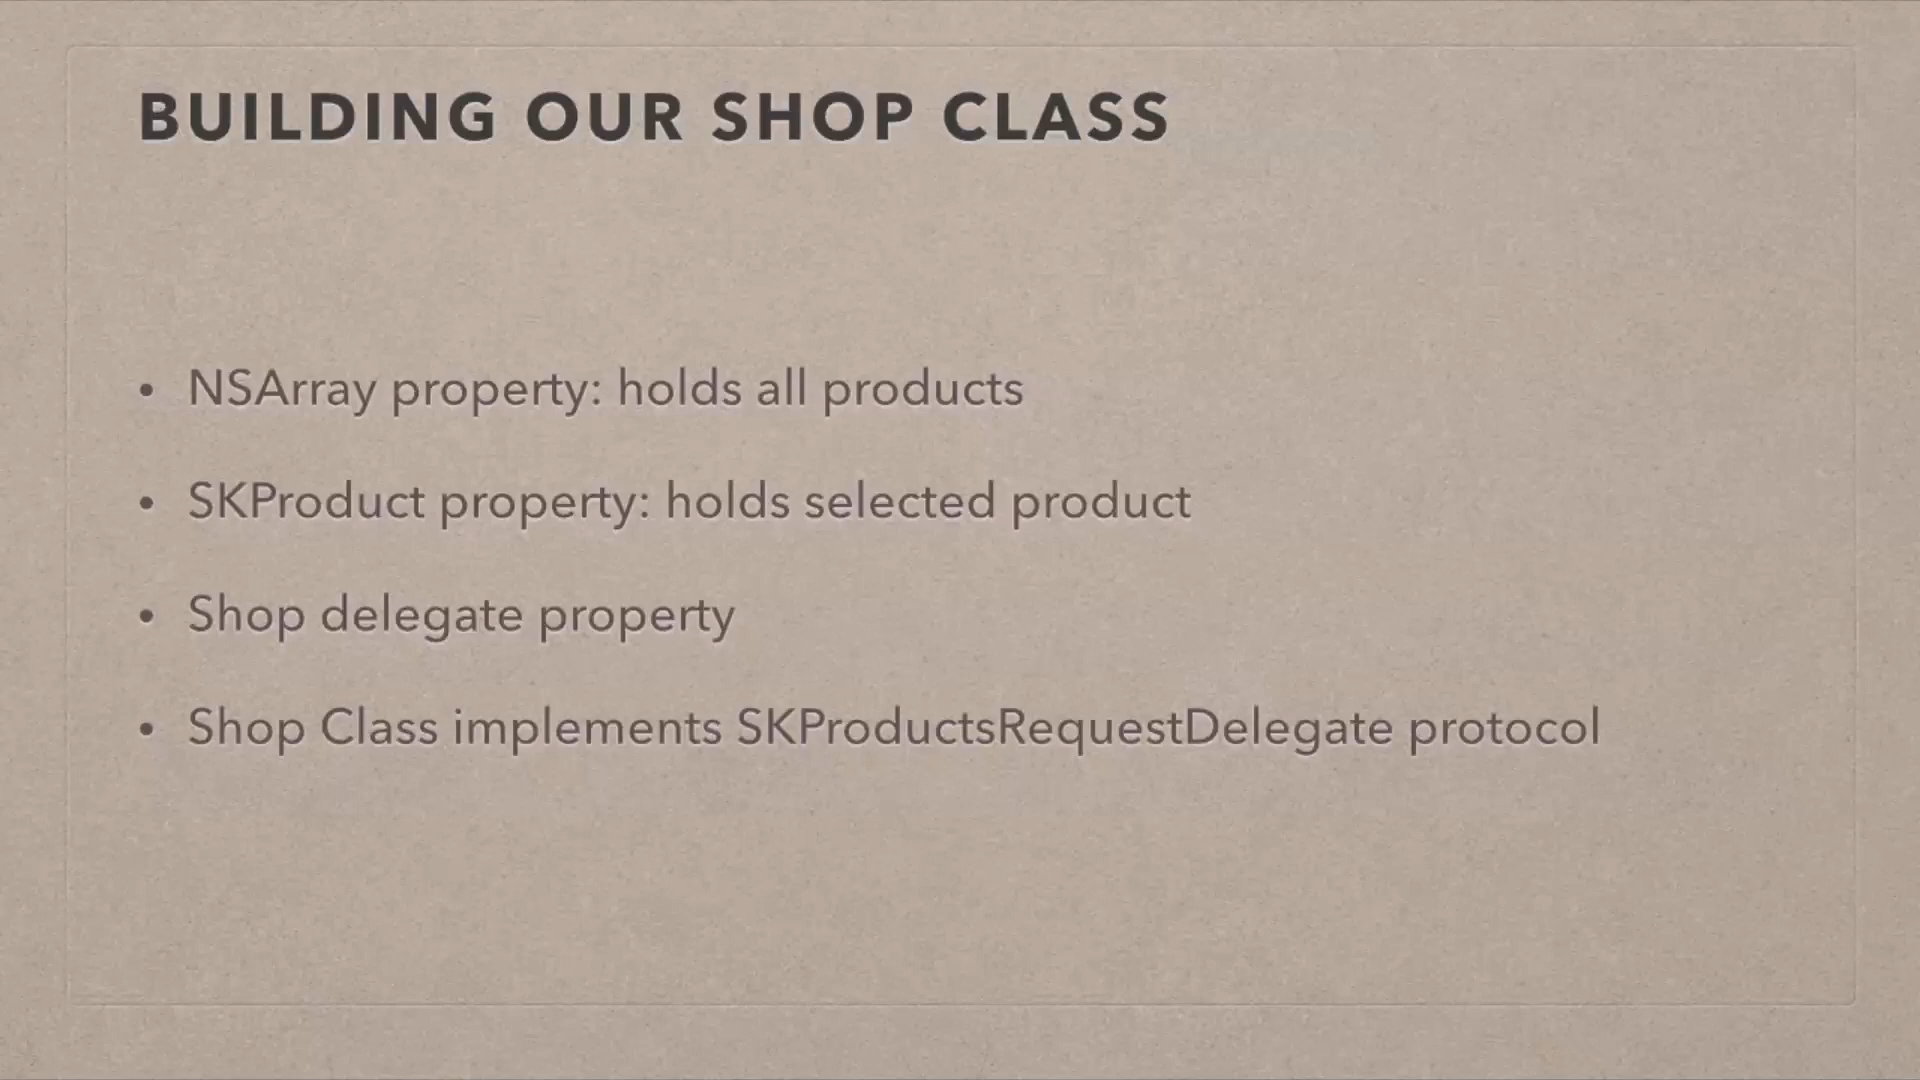 BUILDING OUR SHOP CLASS
• NSArray property: holds all products
• SKProduct property: holds selected product
• Shop delegate property
• Shop Class implements SKProductsRequestDelegate protocol